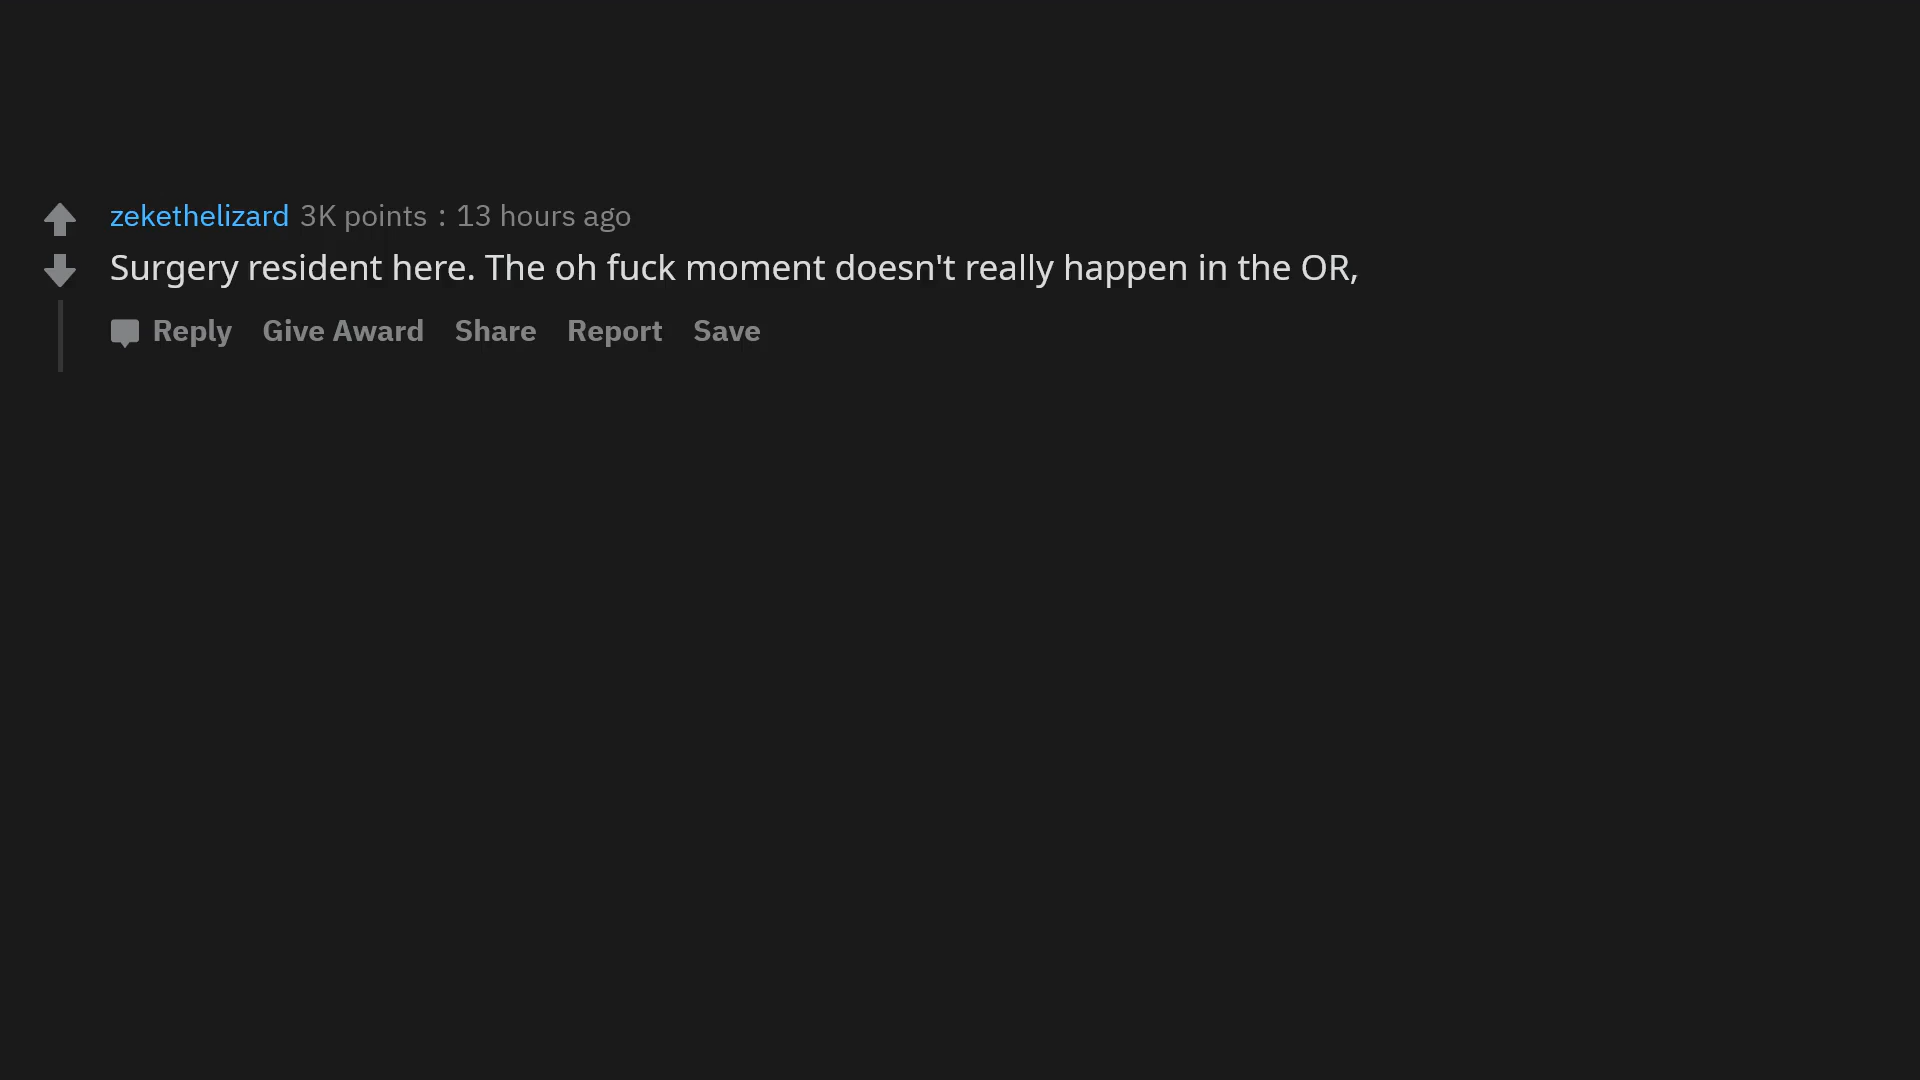 zekethelizard 3K points : 13 hours ago
Surgery resident here. The oh fuck moment doesn't really happen in the OR,
Reply Give Award Share Report Save